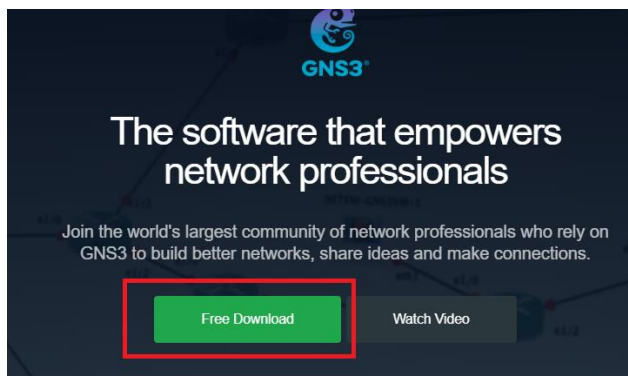 GNS3®
The software that empowers
network professionals
Join the world's largest community of network professionals who rely on
GNS3 to build better networks, share ideas and make connections.
Free Download
Watch Video